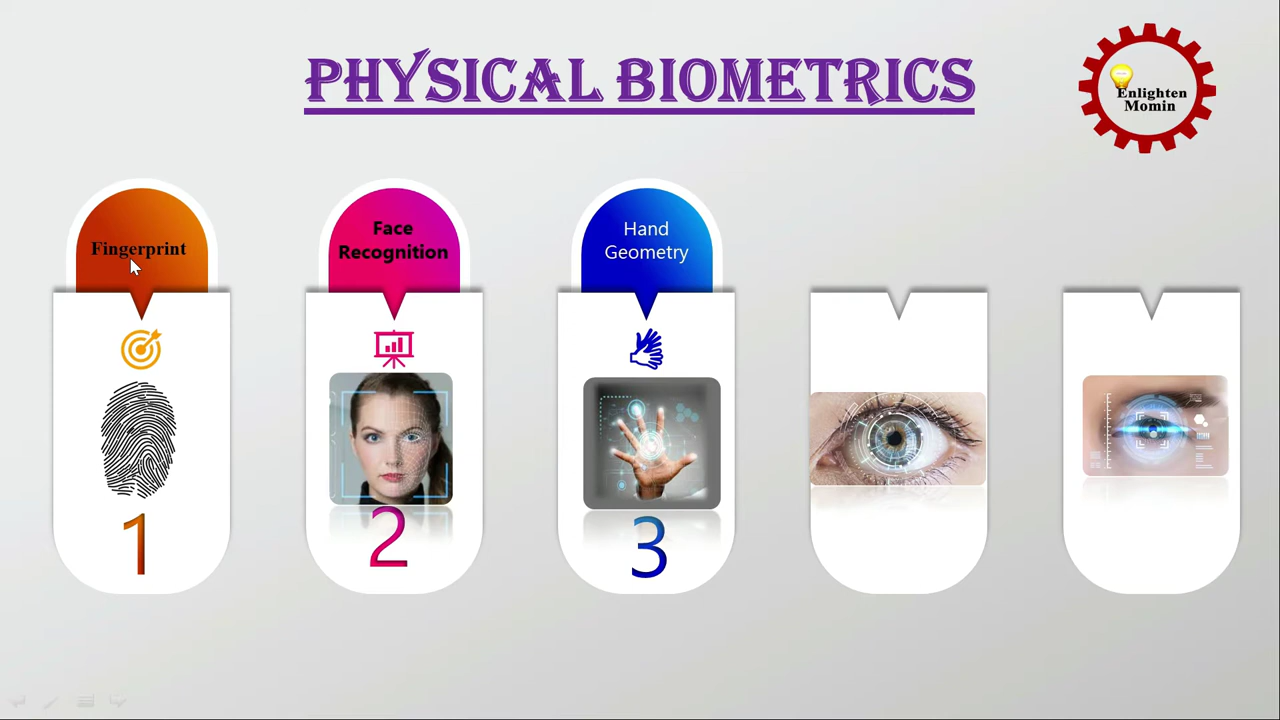 PHYSICAL BIOMETRICS
Enlighten
Momin
Fingerprint
Face
Recognition
Hand
Geometry
1
2
3